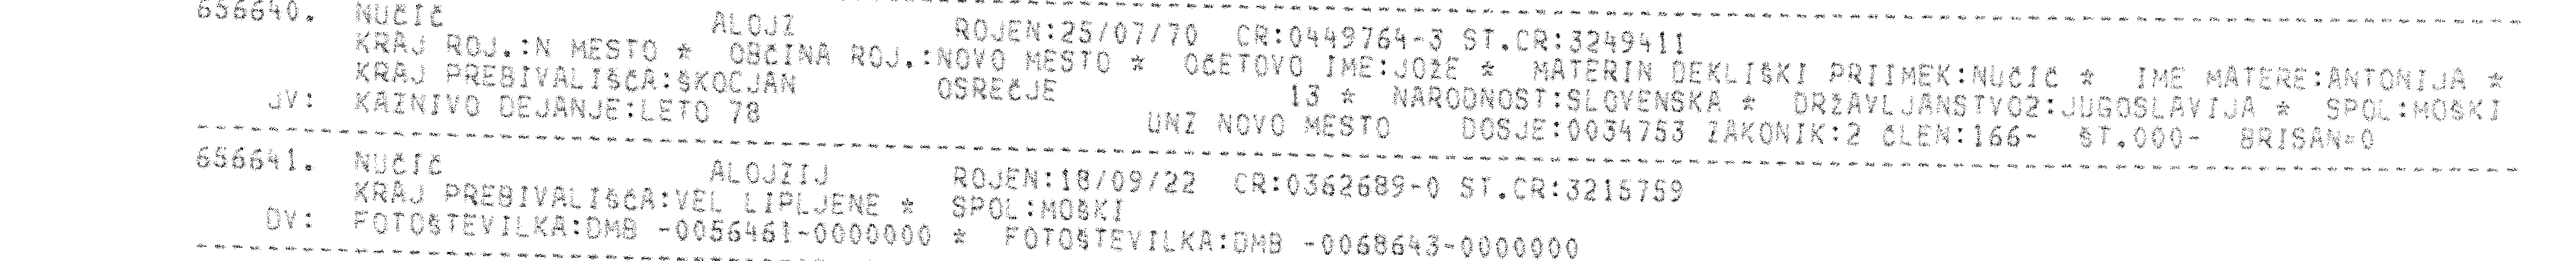 656640. NUČIČ ALOJZ ROJEN:25/07/70 CR:0449764-3 ST.CR:3249411
KRAJ ROJ.:N MESTO * OBČINA ROJ.:NOVO MESTO * OČETOVO IME:JOŽE * MATERIN DEKLIŠKI PRIIMEK:NUČIČ * IME MATERE:ANTONIJA *
KRAJ PREBIVALIŠČA:ŠKOCJAN OSREČJE 13 * NARODNOST:SLOVENSKA * DRŽAVLJANSTVO2:JUGOSLAVIJA * SPOL:MOŠKI
JV: KAZNIVO DEJANJE:LETO 78 UNZ NOVO MESTO DOSJE:0034753 ZAKONIK:2 ČLEN:166- ŠT.000- BRISAN=0
656641. NUČIČ ALOJZIJ ROJEN:18/09/22 CR:0362689-0 ST.CR:3215759
KRAJ PREBIVALIŠČA:VEL LIPLJENE * SPOL:MOŠKI
DV: FOTOŠTEVILKA:DMB -0056461-0000000 * FOTOŠTEVILKA:DMB -0068643-0000000